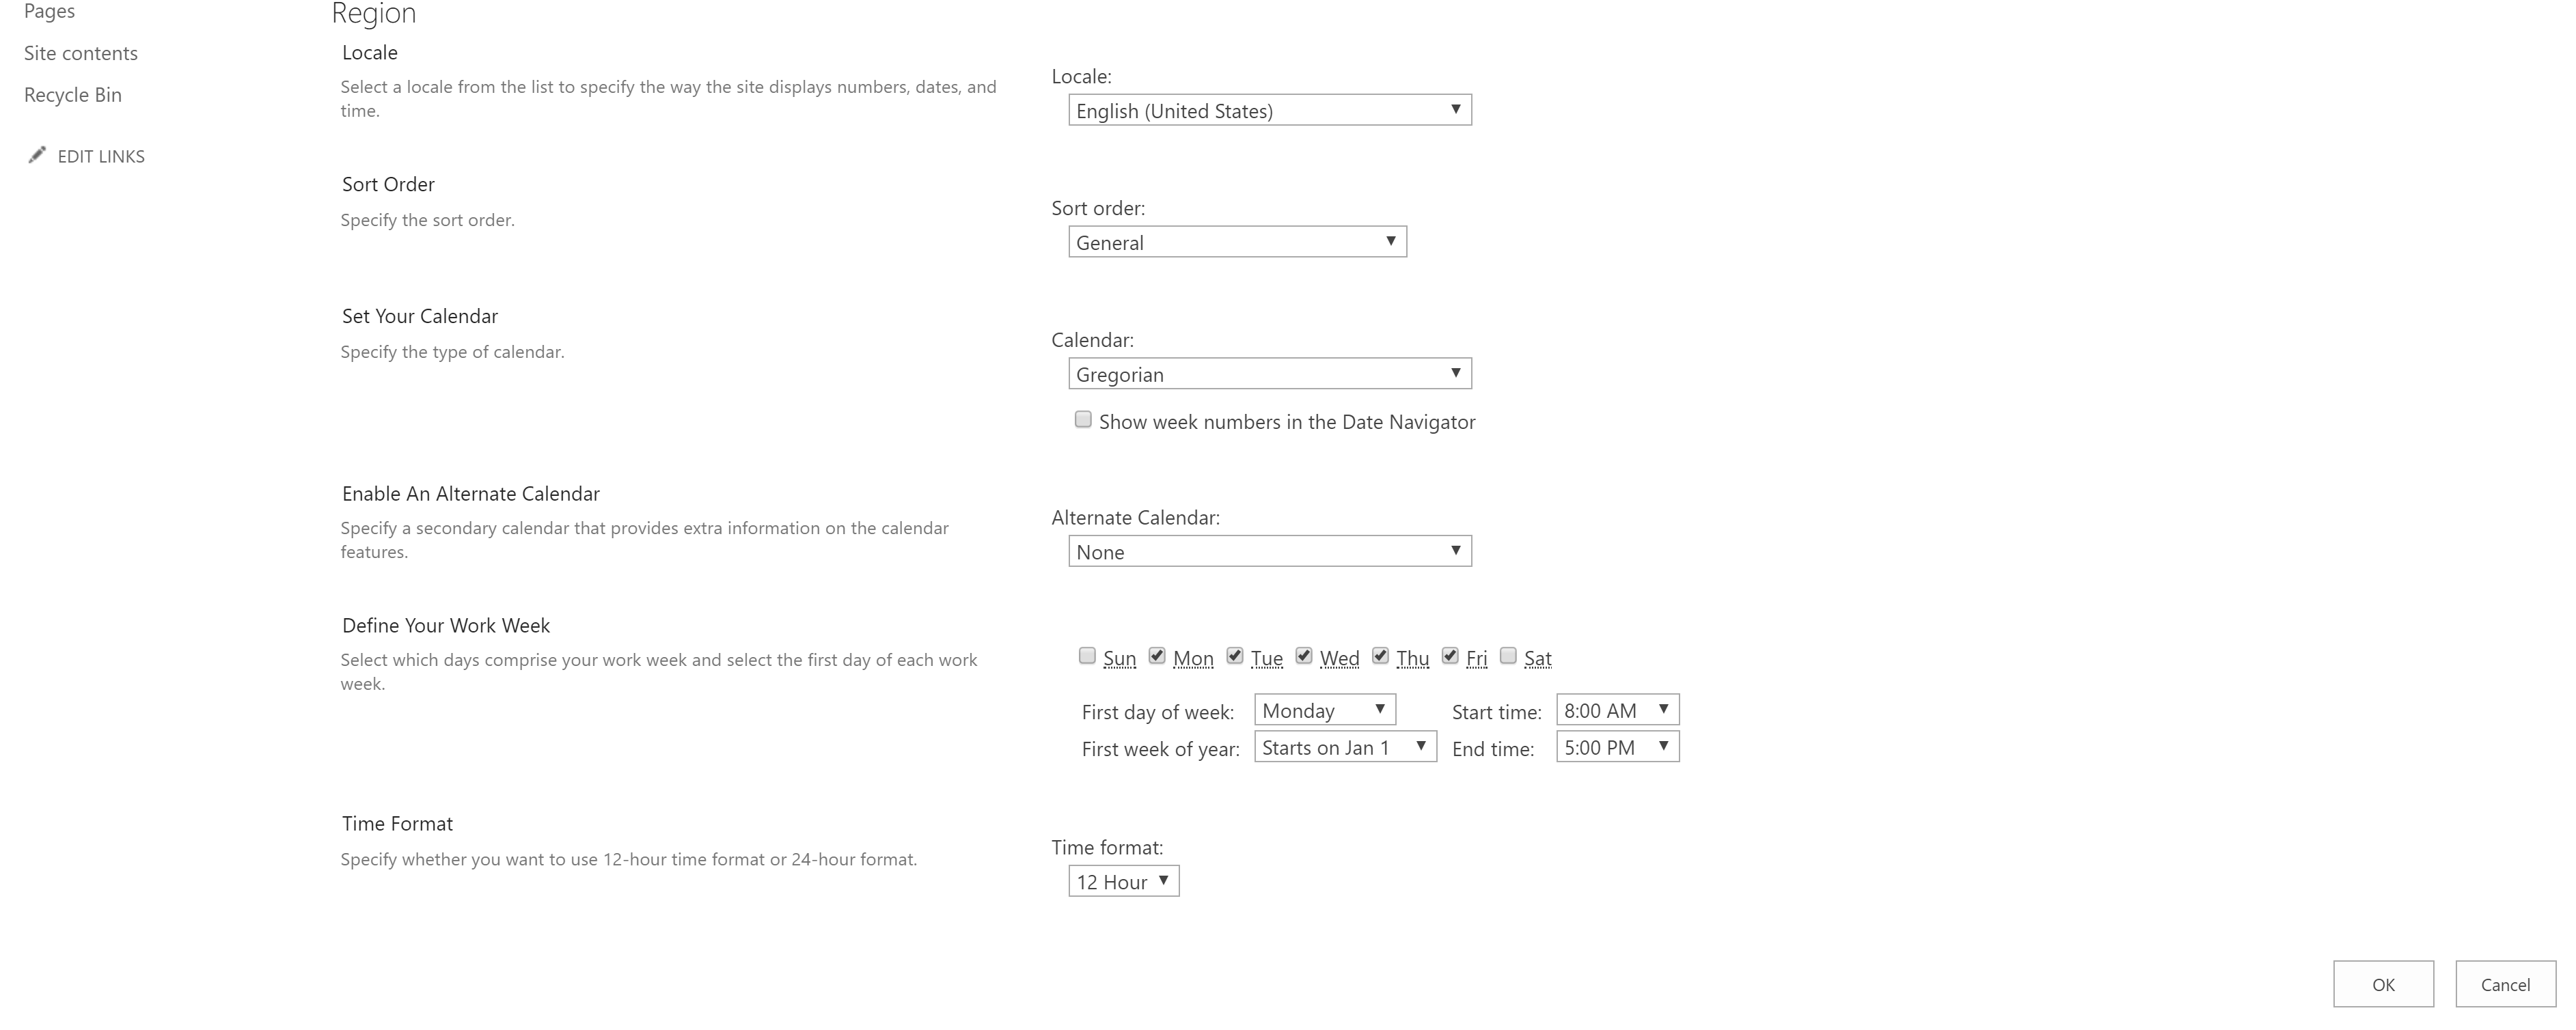 Pages
Site contents
Recycle Bin
EDIT LINKS
Region
Locale
Select a locale from the list to specify the way the site displays numbers, dates, and
time.
Locale:
English (United States)
Sort Order
Specify the sort order.
Sort order:
General
Set Your Calendar
Specify the type of calendar.
Calendar:
Gregorian
Show week numbers in the Date Navigator
Enable An Alternate Calendar
Specify a secondary calendar that provides extra information on the calendar
features.
Alternate Calendar:
None
Define Your Work Week
Select which days comprise your work week and select the first day of each work
week.
Sun Mon Tue Wed Thu Fri Sat
First day of week: Monday Start time: 8:00 AM
First week of year: Starts on Jan 1 End time: 5:00 PM
Time Format
Specify whether you want to use 12-hour time format or 24-hour format.
Time format:
12 Hour
OK Cancel